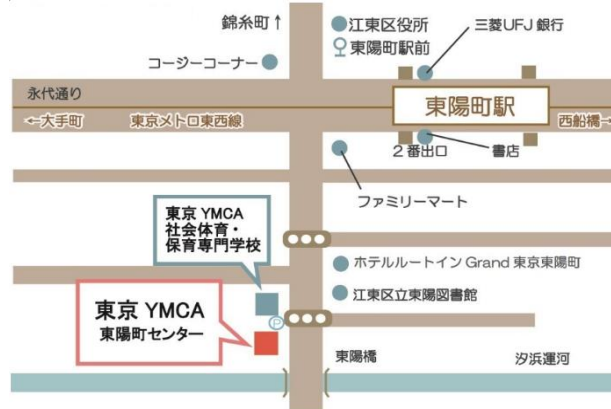 錦糸町↑
江東区役所
東陽町駅前
三菱UFJ銀行
コージーコーナー
永代通り
東陽町駅
←大手町
東京メトロ東西線
西船橋→
2番出口
書店
ファミリーマート
東京YMCA
社会体育・
保育専門学校
ホテルルートイン Grand 東京東陽町
江東区立東陽図書館
東京 YMCA
東陽町センター
P
東陽橋
汐浜運河